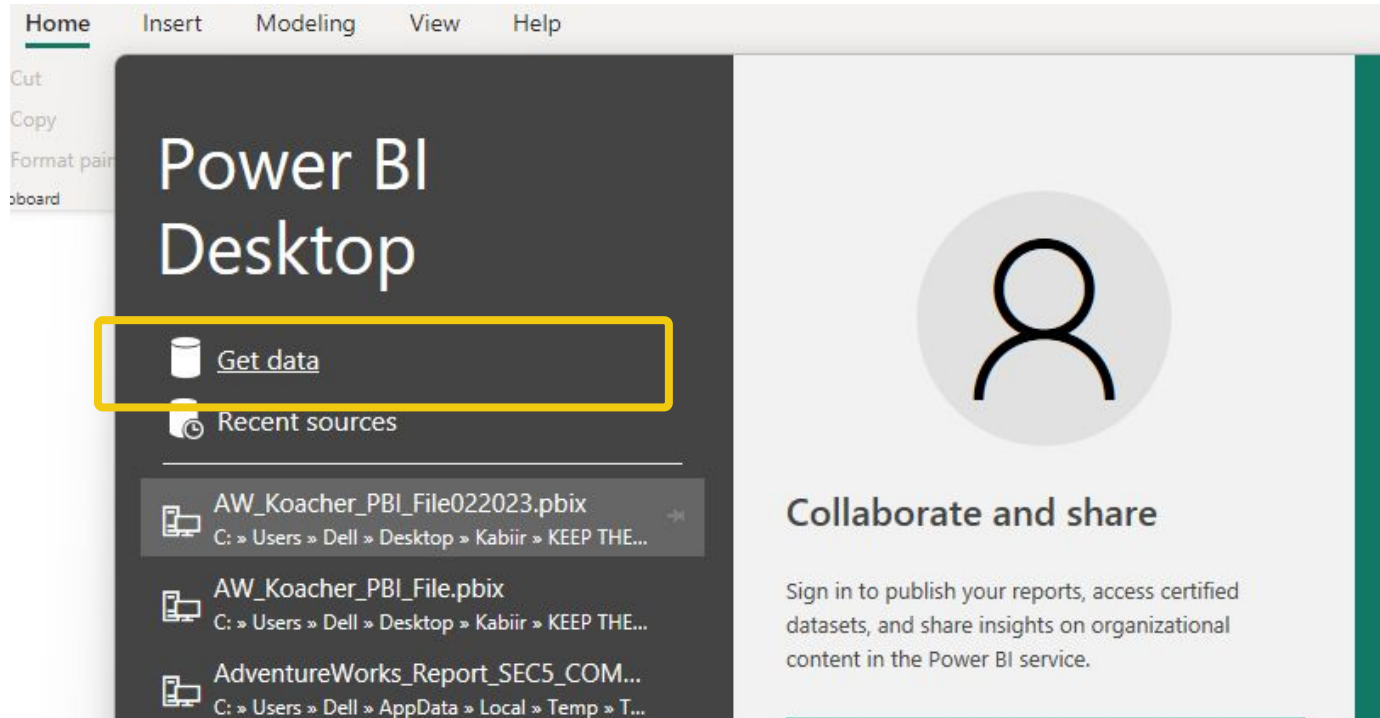 Home Insert Modeling View Help
Cut
Copy
Format pain
board
Power BI
Desktop
Get data
Recent sources
AW_Koacher_PBI_File022023.pbix
C: » Users » Dell » Desktop » Kabiir » KEEP THE...
AW_Koacher_PBI_File.pbix
C: » Users » Dell » Desktop » Kabiir » KEEP THE...
AdventureWorks_Report_SEC5_COM...
C: » Users » Dell » AppData » Local » Temp » T...
Collaborate and share
Sign in to publish your reports, access certified
datasets, and share insights on organizational
content in the Power BI service.